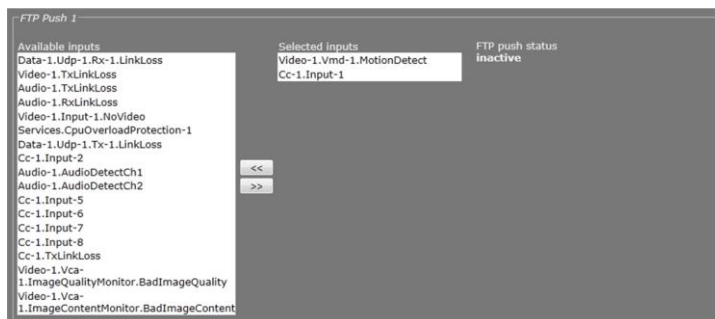 FTP Push 1
Available inputs
Data-1.Udp-1.Rx-1.LinkLoss
Video-1.TxLinkLoss
Audio-1.TxLinkLoss
Audio-1.RxLinkLoss
Video-1.Input-1.NoVideo
Services.CpuOverloadProtection-1
Data-1.Udp-1.Tx-1.LinkLoss
Cc-1.Input-2
Audio-1.AudioDetectCh1
Audio-1.AudioDetectCh2
Cc-1.Input-5
Cc-1.Input-6
Cc-1.Input-7
Cc-1.Input-8
Cc-1.TxLinkLoss
Video-1.Vca-
1.ImageQualityMonitor.BadImageQuality
Video-1.Vca-
1.ImageContentMonitor.BadImageContent
<<
>>
Selected inputs
Video-1.Vmd-1.MotionDetect
Cc-1.Input-1
FTP push status
inactive